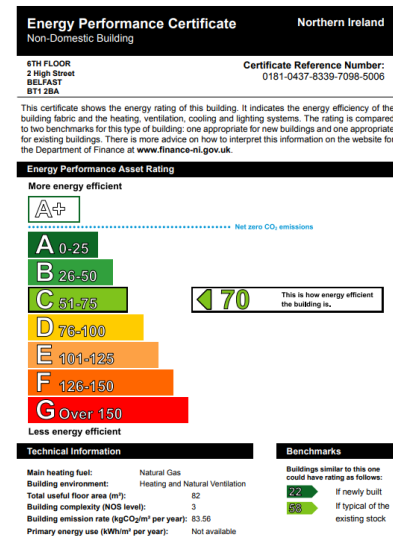 Energy Performance Certificate
Northern Ireland
Non-Domestic Building
6TH FLOOR
2 High Street
BELFAST
BT1 2BA
Certificate Reference Number:
0181-0437-8339-7098-5006
This certificate shows the energy rating of this building. It indicates the energy efficiency of the
building fabric and the heating, ventilation, cooling and lighting systems. The rating is compared
to two benchmarks for this type of building: one appropriate for new buildings and one appropriate
for existing buildings. There is more advice on how to interpret this information on the website for
the Department of Finance at www.finance-ni.gov.uk.
Energy Performance Asset Rating
More energy efficient
A+
Net zero CO₂ emissions
A 0-25
B 26-50
C 51-75
70
This is how energy efficient
the building is.
D 76-100
E 101-125
F 126-150
G Over 150
Less energy efficient
Technical Information
Main heating fuel: Natural Gas
Building environment: Heating and Natural Ventilation
Total useful floor area (m²): 82
Building complexity (NOS level): 3
Building emission rate (kgCO₂/m² per year): 83.56
Primary energy use (kWh/m² per year): Not available
Benchmarks
Buildings similar to this one
could have rating as follows:
22 If newly built
If typical of the
existing stock